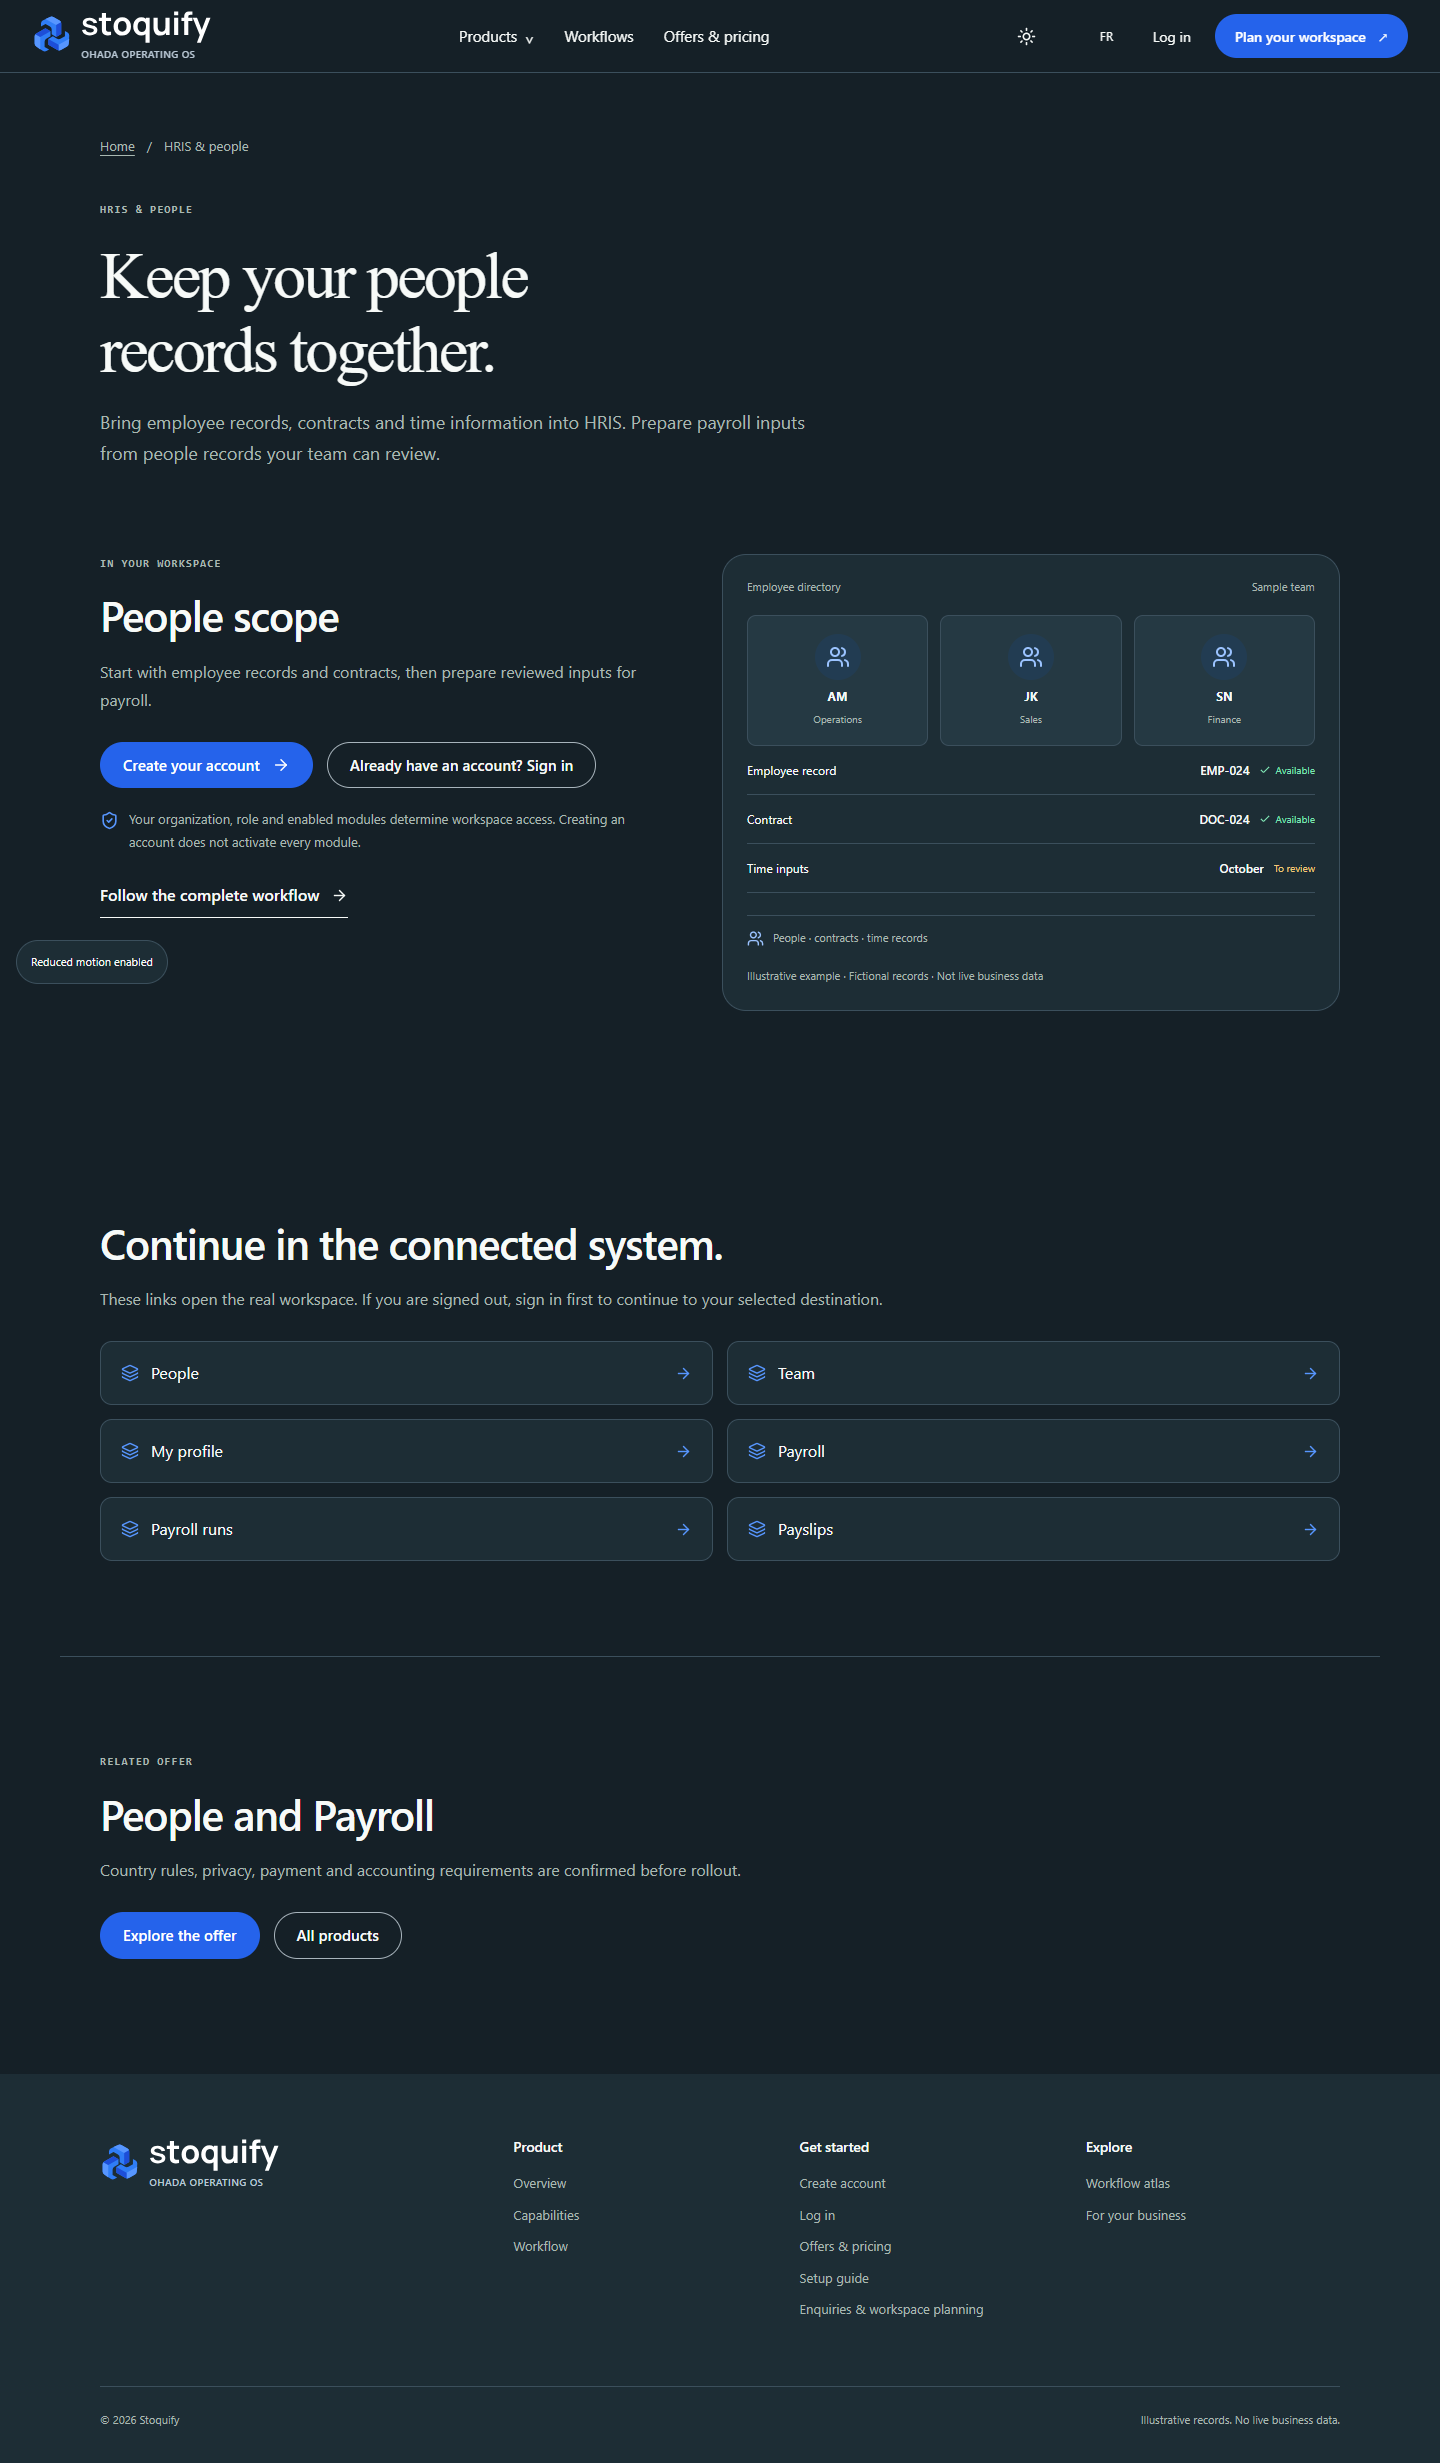 stoquify
OHADA OPERATING OS
Products
Workflows
Offers & pricing
FR
Log in
Plan your workspace ↗
Home / HRIS & people
HRIS & PEOPLE
Keep your people
records together.
Bring employee records, contracts and time information into HRIS. Prepare payroll inputs
from people records your team can review.
IN YOUR WORKSPACE
People scope
Start with employee records and contracts, then prepare reviewed inputs for
payroll.
Create your account →
Already have an account? Sign in
Your organization, role and enabled modules determine workspace access. Creating an
account does not activate every module.
Follow the complete workflow →
Reduced motion enabled
Employee directory
Sample team
AM
Operations
JK
Sales
SN
Finance
Employee record
EMP-024 ✓ Available
Contract
DOC-024 ✓ Available
Time inputs
October To review
People · contracts · time records
Illustrative example · Fictional records · Not live business data
Continue in the connected system.
These links open the real workspace. If you are signed out, sign in first to continue to your selected destination.
People
Team
My profile
Payroll
Payroll runs
Payslips
RELATED OFFER
People and Payroll
Country rules, privacy, payment and accounting requirements are confirmed before rollout.
Explore the offer
All products
stoquify
OHADA OPERATING OS
Product
Overview
Capabilities
Workflow
Get started
Create account
Log in
Offers & pricing
Setup guide
Enquiries & workspace planning
Explore
Workflow atlas
For your business
© 2026 Stoquify
Illustrative records. No live business data.